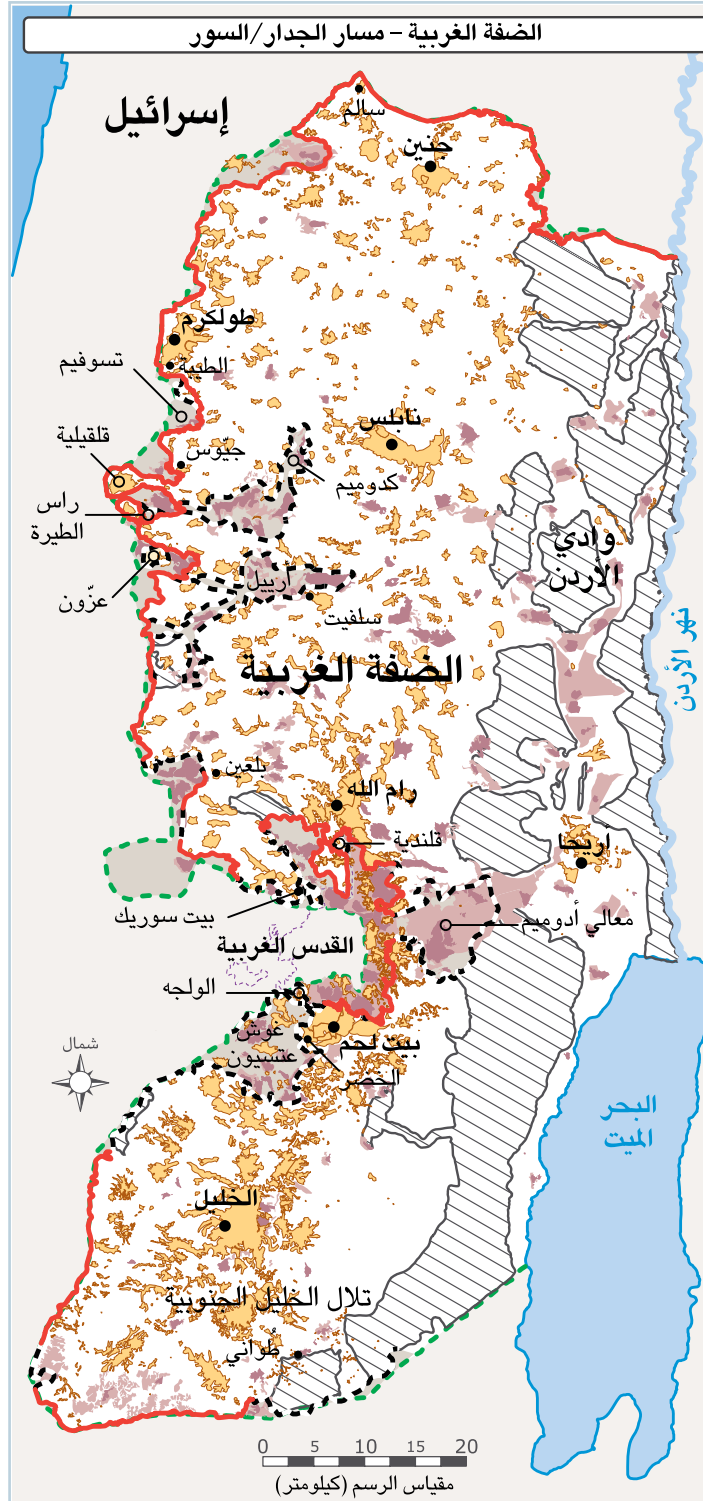 الضفة الغربية – مسار الجدار/السور
إسرائيل
سالم
جنين
طولكرم
الطيبة
تسوفيم
نابلس
قلقيلية
جيّوس
كدوميم
راس
الطيرة
وادي
الأردن
عزّون
أرييل
سلفيت
نهر الأردن
الضفة الغربية
بلعين
رام الله
قلندية
اريحا
بيت سوريك
معالي أدوميم
القدس الغربية
الولجه
غوش
عتسيون
بيت لحم
الخضر
شمال
البحر
الميت
الخليل
تلال الخليل الجنوبية
طُواني
0 5 10 15 20
مقياس الرسم (كيلومتر)